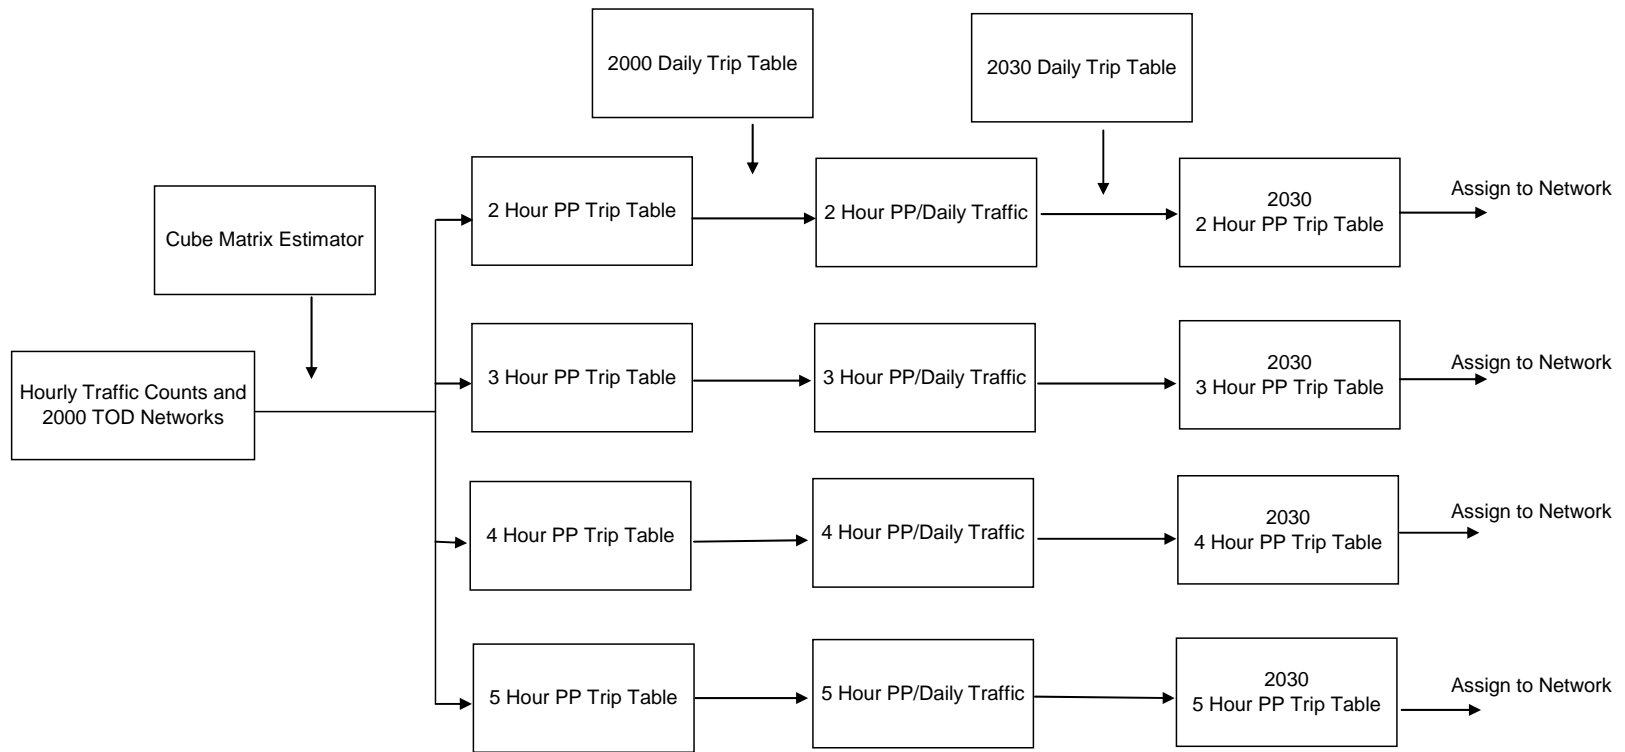 2000 Daily Trip Table
2030 Daily Trip Table
Cube Matrix Estimator
Hourly Traffic Counts and
2000 TOD Networks
2 Hour PP Trip Table
2 Hour PP/Daily Traffic
2030
2 Hour PP Trip Table
Assign to Network
3 Hour PP Trip Table
3 Hour PP/Daily Traffic
2030
3 Hour PP Trip Table
Assign to Network
4 Hour PP Trip Table
4 Hour PP/Daily Traffic
2030
4 Hour PP Trip Table
Assign to Network
5 Hour PP Trip Table
5 Hour PP/Daily Traffic
2030
5 Hour PP Trip Table
Assign to Network